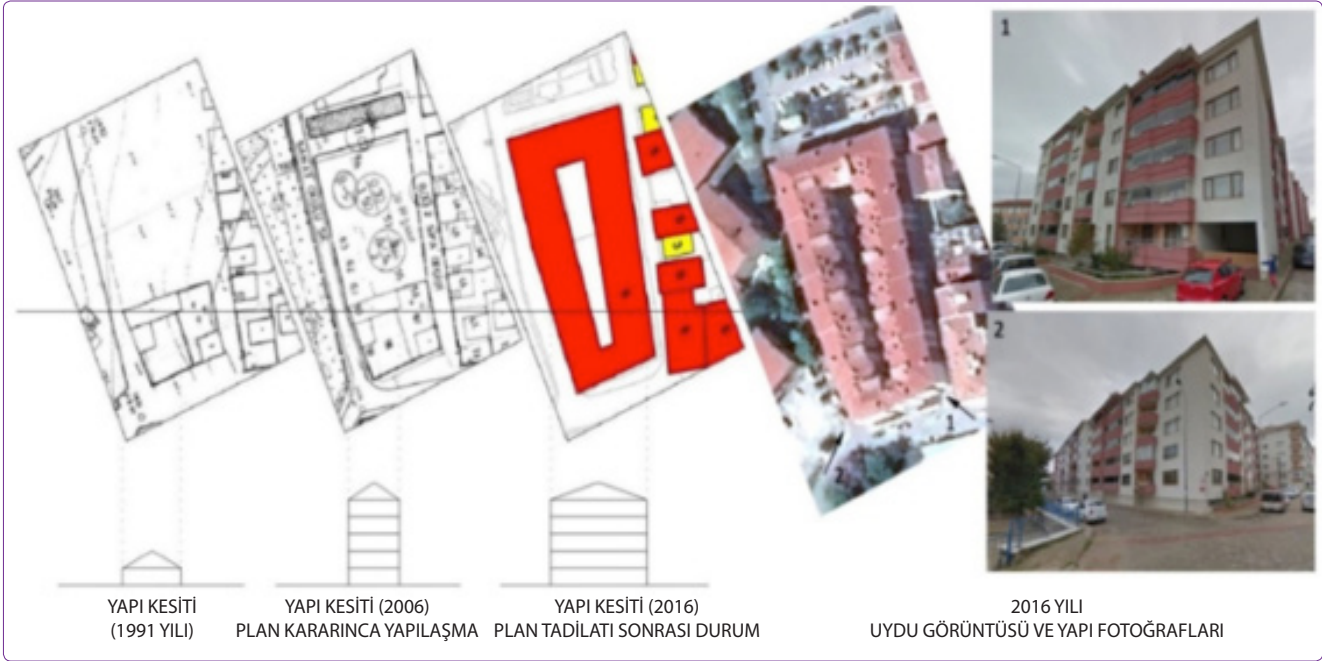 1
2
1
2
YAPI KESİTİ
(1991 YILI)
YAPI KESİTİ (2006)
PLAN KARARINCA YAPILAŞMA
YAPI KESİTİ (2016)
PLAN TADİLATI SONRASI DURUM
2016 YILI
UYDU GÖRÜNTÜSÜ VE YAPI FOTOĞRAFLARI